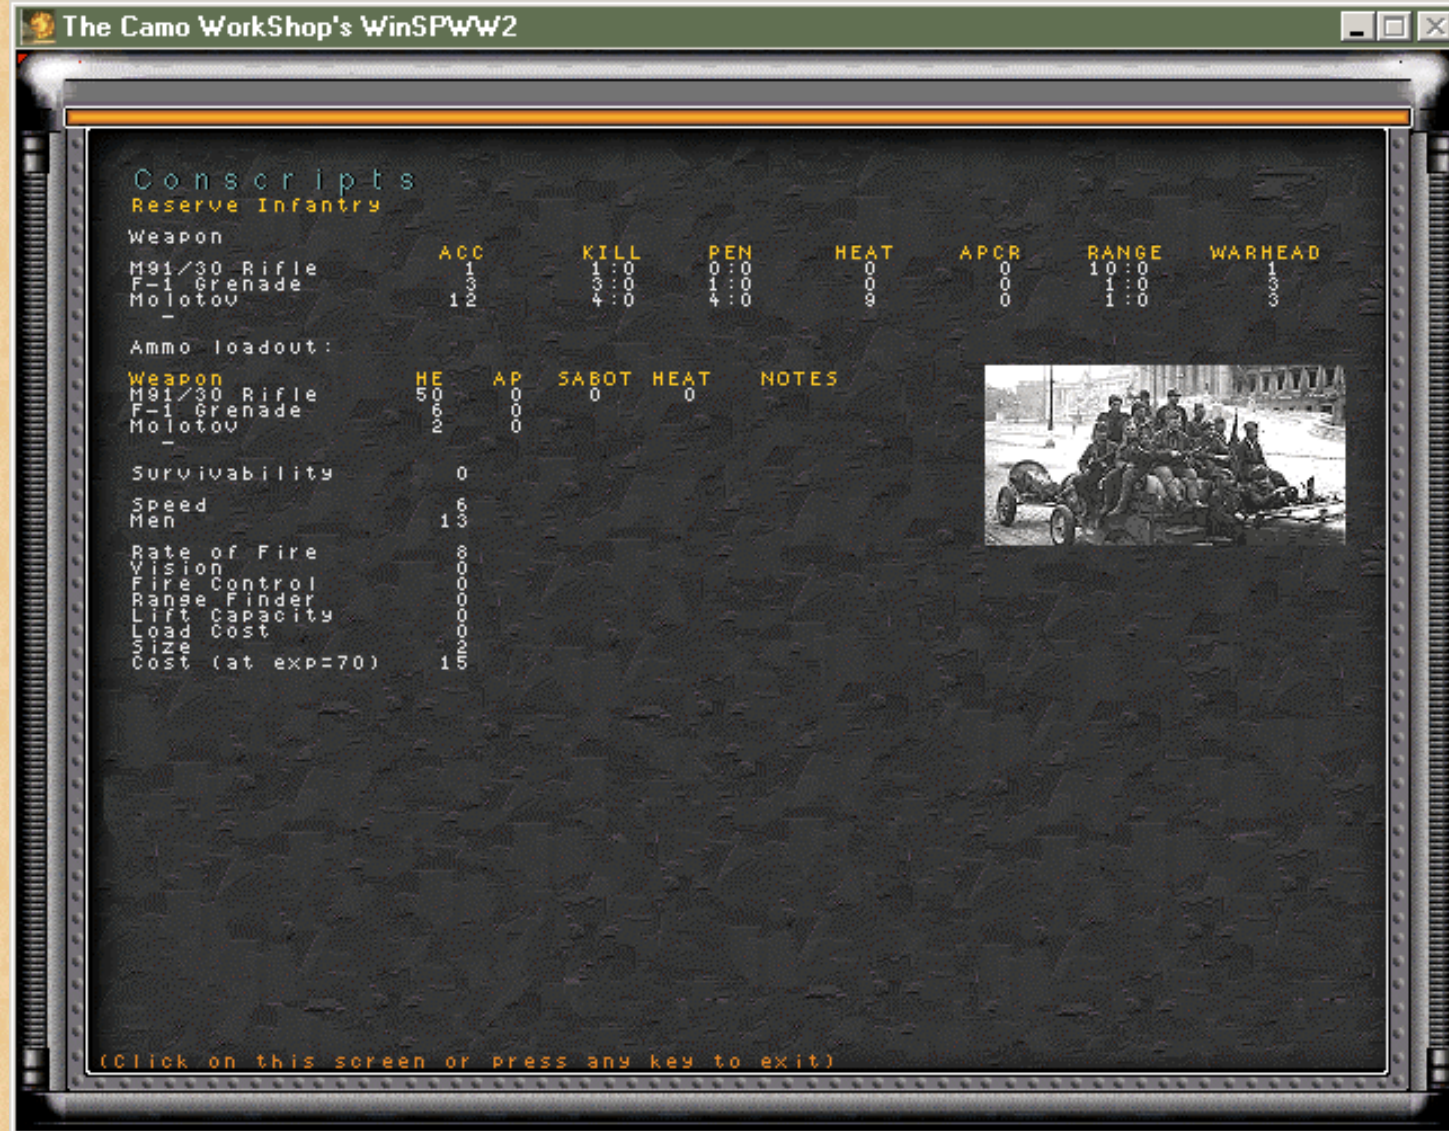 The Camo WorkShop's WinSPWW2
Conscripts
Reserve Infantry
Weapon ACC KILL PEN HEAT APCR RANGE WARHEAD
M91/30 Rifle 1 1:0 0:0 0 0 10:0 1
F-1 Grenade 3 3:0 1:0 0 0 1:0 3
Molotov 12 4:0 4:0 9 0 1:0 3
Ammo loadout:
Weapon HE AP SABOT HEAT NOTES
M91/30 Rifle 50 0 0 0
F-1 Grenade 6 0
Molotov 2 0
Survivability 0
Speed 6
Men 13
Rate of Fire 8
Vision 0
Fire Control 0
Range Finder 0
Lift Capacity 0
Load Cost 0
Size 2
Cost (at exp=70) 15
(Click on this screen or press any key to exit)